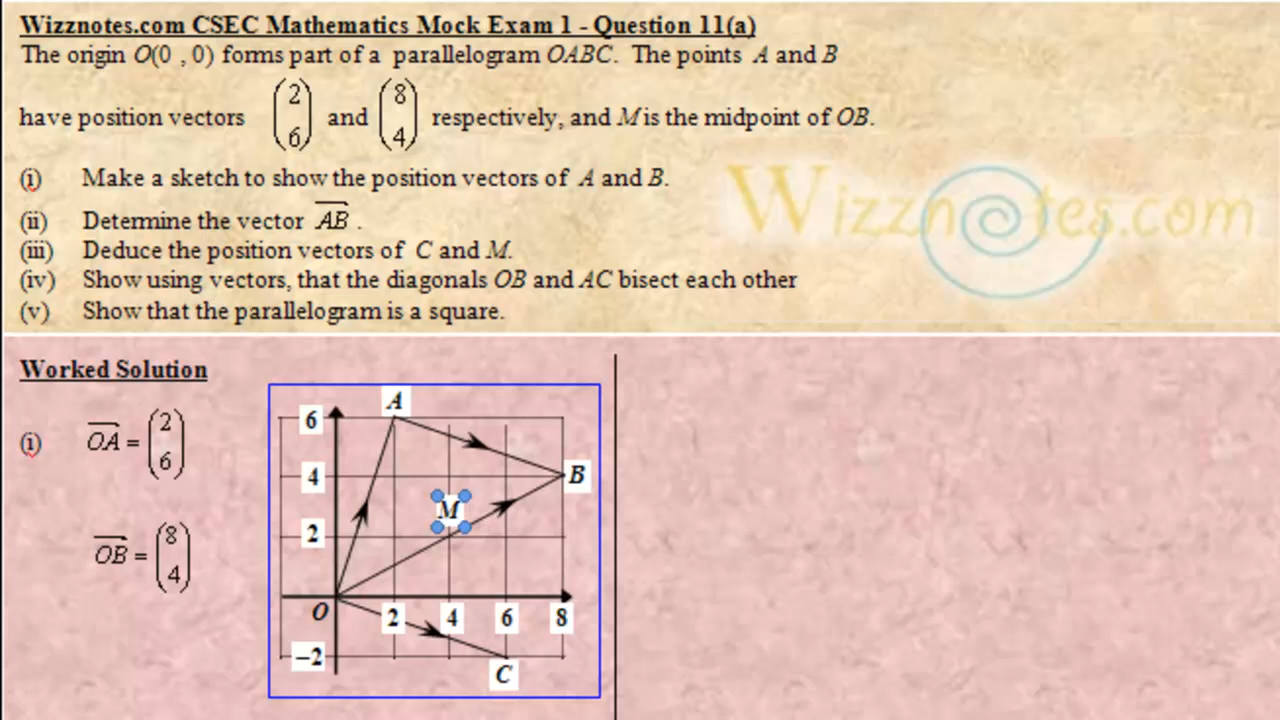 Wizznotes.com CSEC Mathematics Mock Exam 1 - Question 11(a)
The origin O(0 , 0) forms part of a parallelogram OABC. The points A and B
have position vectors (2 6) and (8 4) respectively, and M is the midpoint of OB.
(i) Make a sketch to show the position vectors of A and B.
(ii) Determine the vector AB .
(iii) Deduce the position vectors of C and M.
(iv) Show using vectors, that the diagonals OB and AC bisect each other
(v) Show that the parallelogram is a square.
Wizznotes.com
Worked Solution
(i) OA = (2 6)
OB = (8 4)
A
6
4
B
M
2
O
2 4 6 8
–2
C